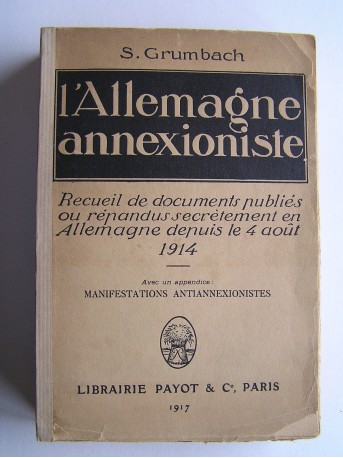 S. Grumbach
l'Allemagne
annexioniste
Recueil de documents publiés
ou répandus secrètement en
Allemagne depuis le 4 août
1914
Avec un appendice:
MANIFESTATIONS ANTIANNEXIONISTES
LIBRAIRIE PAYOT & Cie, PARIS
1917